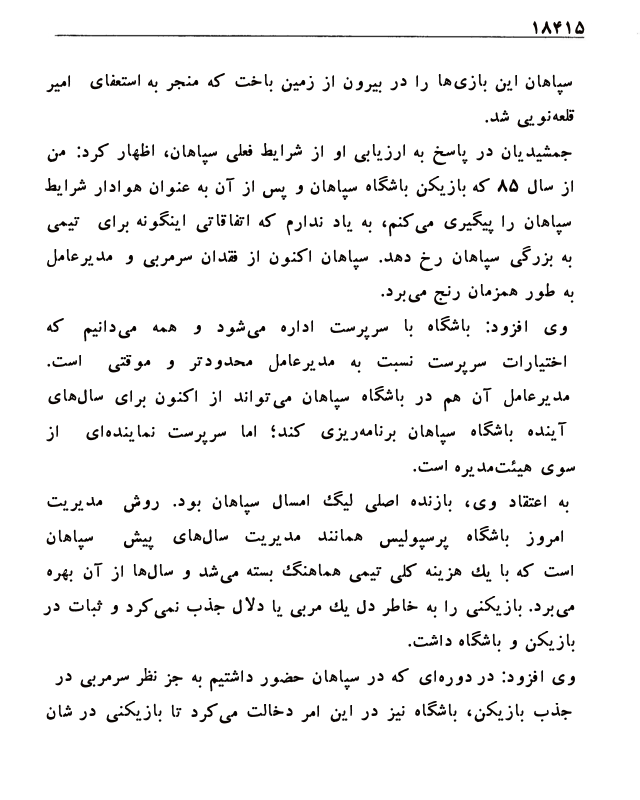 ۱۸۴۱۵
سپاهان این بازی‌ها را در بیرون از زمین باخت که منجر به استعفای امیر
قلعه‌نویی شد.
جمشیدیان در پاسخ به ارزیابی او از شرایط فعلی سپاهان، اظهار کرد: من
از سال ۸۵ که بازیکن باشگاه سپاهان و پس از آن به عنوان هوادار شرایط
سپاهان را پیگیری می‌کنم، به یاد ندارم که اتفاقاتی اینگونه برای تیمی
به بزرگی سپاهان رخ دهد. سپاهان اکنون از فقدان سرمربی و مدیرعامل
به طور همزمان رنج می‌برد.
وی افزود: باشگاه با سرپرست اداره می‌شود و همه می‌دانیم که
اختیارات سرپرست نسبت به مدیرعامل محدودتر و موقتی است.
مدیرعامل آن هم در باشگاه سپاهان می‌تواند از اکنون برای سال‌های
آینده باشگاه سپاهان برنامه‌ریزی کند؛ اما سرپرست نماینده‌ای از
سوی هیئت‌مدیره است.
به اعتقاد وی، بازنده اصلی لیگ امسال سپاهان بود. روش مدیریت
امروز باشگاه پرسپولیس همانند مدیریت سال‌های پیش سپاهان
است که با یك هزینه کلی تیمی هماهنگ بسته می‌شد و سال‌ها از آن بهره
می‌برد. بازیکنی را به خاطر دل یك مربی یا دلال جذب نمی‌کرد و ثبات در
بازیکن و باشگاه داشت.
وی افزود: در دوره‌ای که در سپاهان حضور داشتیم به جز نظر سرمربی در
جذب بازیکن، باشگاه نیز در این امر دخالت می‌کرد تا بازیکنی در شان